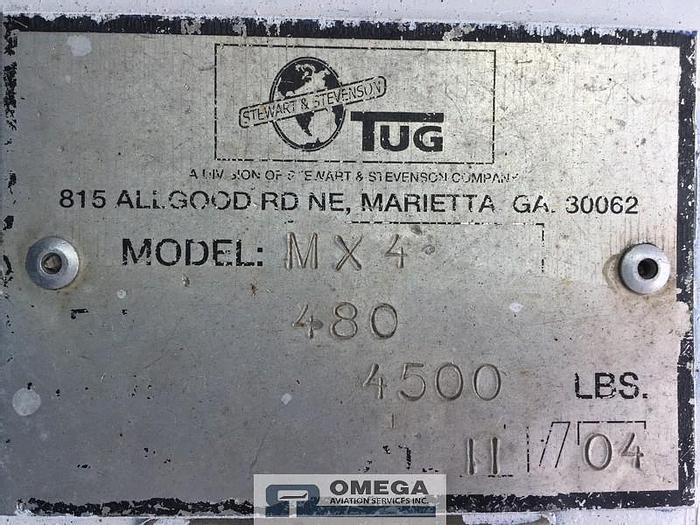 STEWART & STEVENSON
TUG
A DIVISION OF STEWART & STEVENSON COMPANY
815 ALLGOOD RD NE, MARIETTA GA. 30062
MODEL: MX4
480
4500 LBS.
11 / 04
OMEGA
AVIATION SERVICES INC.